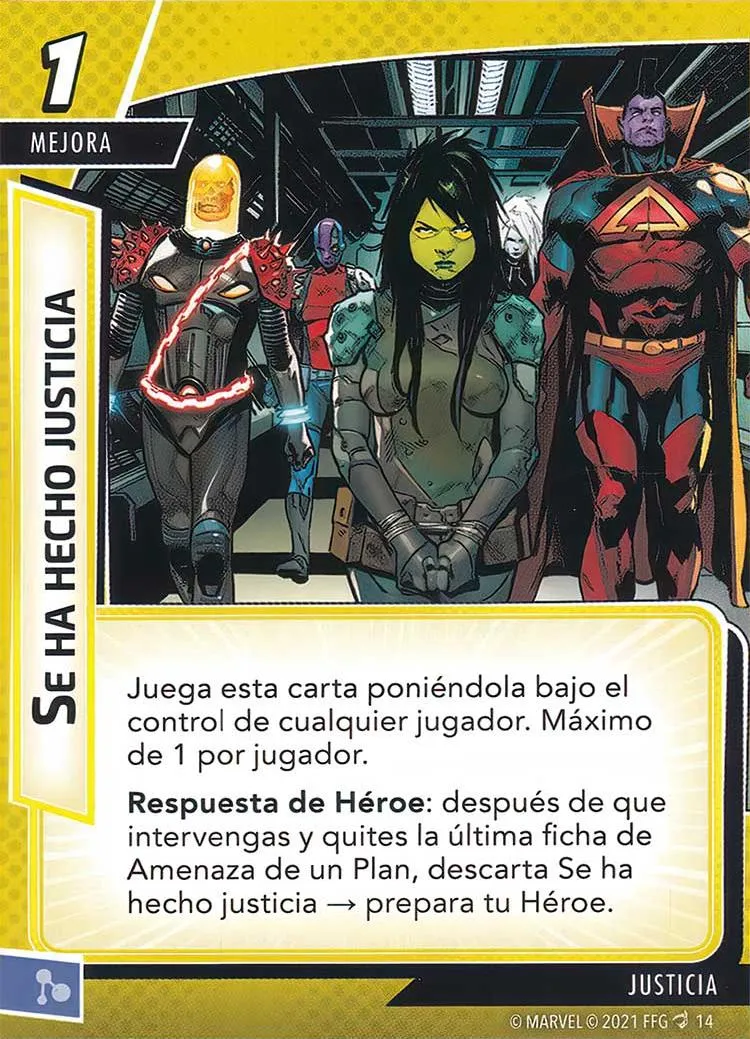 1
MEJORA
SE HA HECHO JUSTICIA
Juega esta carta poniéndola bajo el
control de cualquier jugador. Máximo
de 1 por jugador.
Respuesta de Héroe: después de que
intervengas y quites la última ficha de
Amenaza de un Plan, descarta Se ha
hecho justicia → prepara tu Héroe.
JUSTICIA
© MARVEL © 2021 FFG 14